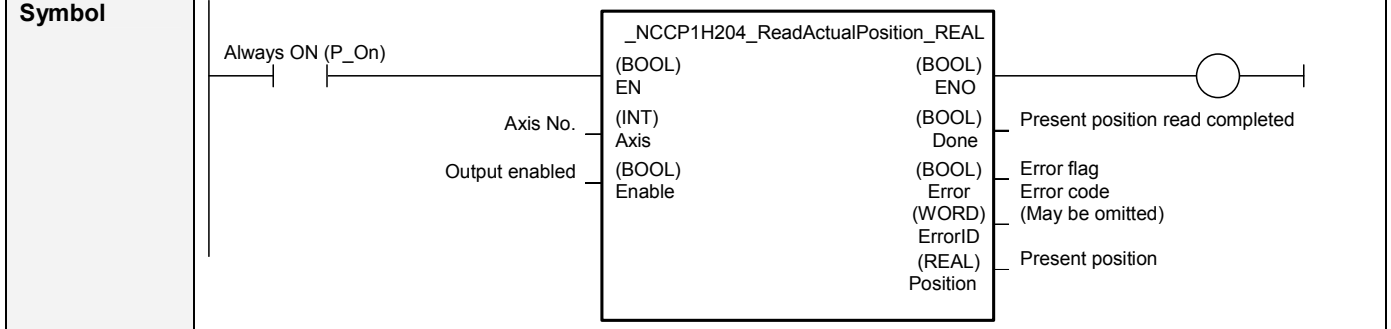 Symbol
_NCCP1H204_ReadActualPosition_REAL
Always ON (P_On)
(BOOL) (BOOL)
EN ENO
Axis No. (INT) (BOOL) Present position read completed
Axis Done
Output enabled (BOOL) (BOOL) Error flag
Enable Error Error code
(WORD) (May be omitted)
ErrorID
(REAL) Present position
Position